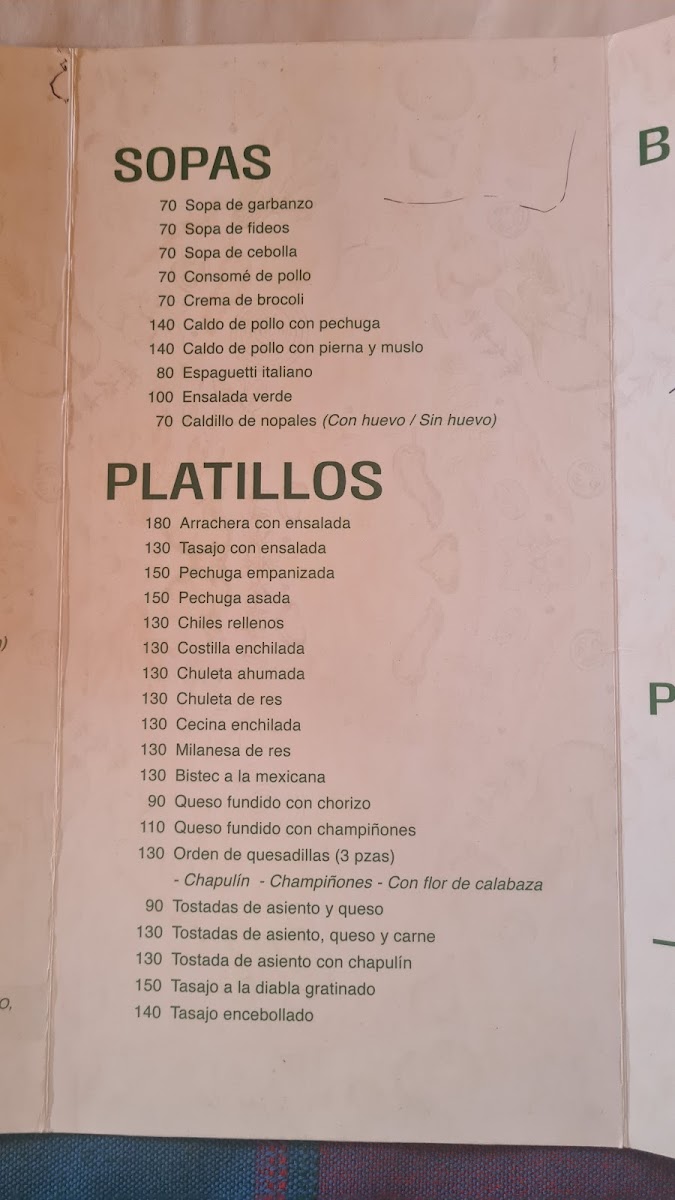 SOPAS
70 Sopa de garbanzo
70 Sopa de fideos
70 Sopa de cebolla
70 Consomé de pollo
70 Crema de brocoli
140 Caldo de pollo con pechuga
140 Caldo de pollo con pierna y muslo
80 Espaguetti italiano
100 Ensalada verde
70 Caldillo de nopales (Con huevo / Sin huevo)
PLATILLOS
180 Arrachera con ensalada
130 Tasajo con ensalada
150 Pechuga empanizada
150 Pechuga asada
130 Chiles rellenos
130 Costilla enchilada
130 Chuleta ahumada
130 Chuleta de res
130 Cecina enchilada
130 Milanesa de res
130 Bistec a la mexicana
90 Queso fundido con chorizo
110 Queso fundido con champiñones
130 Orden de quesadillas (3 pzas)
- Chapulín - Champiñones - Con flor de calabaza
90 Tostadas de asiento y queso
130 Tostadas de asiento, queso y carne
130 Tostada de asiento con chapulín
150 Tasajo a la diabla gratinado
140 Tasajo encebollado